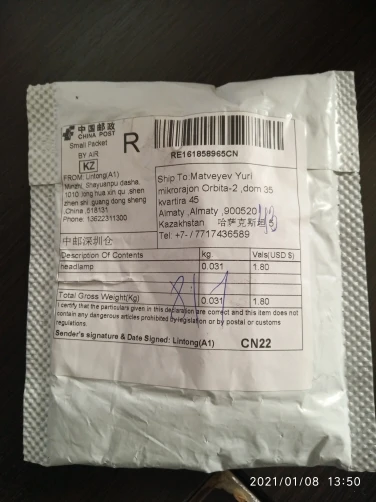 中国邮政
CHINA POST
Small Packet
BY AIR
R
KZ
RE161858965CN
FROM: Lintong(A1)
Minzhi, Shayuanpu dasha,
1010 ,long hua xin qu ,shen
zhen shi guang dong sheng
,China ,518131
Phone: 13622311300
中邮深圳仓
Ship To Matveyev Yuri
mikrorajon Orbita-2 ,dom 35
kvartira 45
Almaty ,Almaty ,900520
Kazakhstan 哈萨克斯坦
Tel: +7- / 7717436589
Description Of Contents kg. Vals(USD $)
headlamp 0.031 1.80
Total Gross Weight(Kg) 0.031 1.80
I certify that the particulars given in this declaration are correct and this item does not
contain any dangerous articles prohibited by legislation or by postal or customs
regulations.
Sender's signature & Date Signed: Lintong(A1) CN22
2021/01/08 13:50